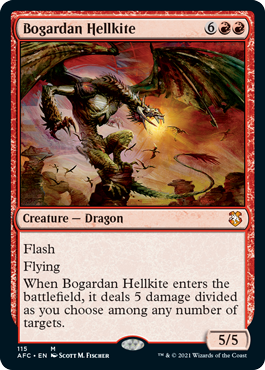 Bogardan Hellkite 6
Creature — Dragon
Flash
Flying
When Bogardan Hellkite enters the
battlefield, it deals 5 damage divided
as you choose among any number of
targets.
5/5
115 M
AFC • EN Scott M. Fischer
™ & © 2021 Wizards of the Coast